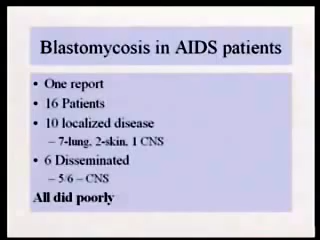 Blastomycosis in AIDS patients
• One report
• 16 Patients
• 10 localized disease
– 7-lung, 2-skin, 1 CNS
• 6 Disseminated
– 5/6 – CNS
All did poorly